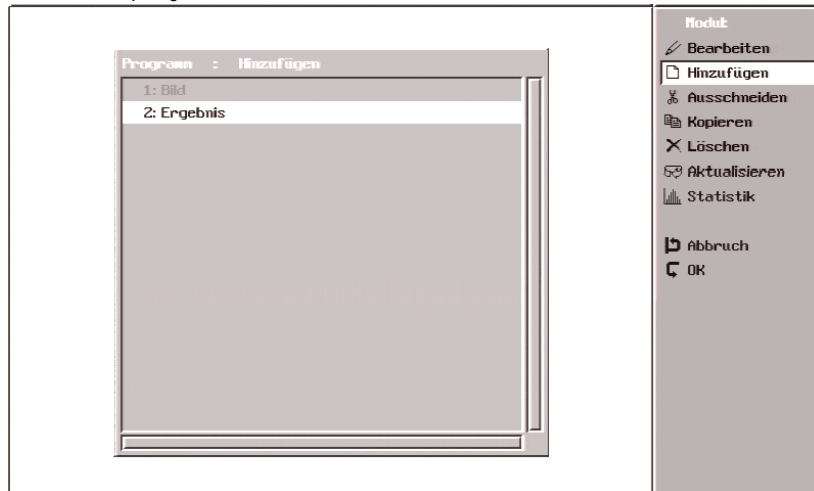 Programm : Hinzufügen
1: Bild
2: Ergebnis
Modul:
Bearbeiten
Hinzufügen
Ausschneiden
Kopieren
Löschen
Aktualisieren
Statistik
Abbruch
OK